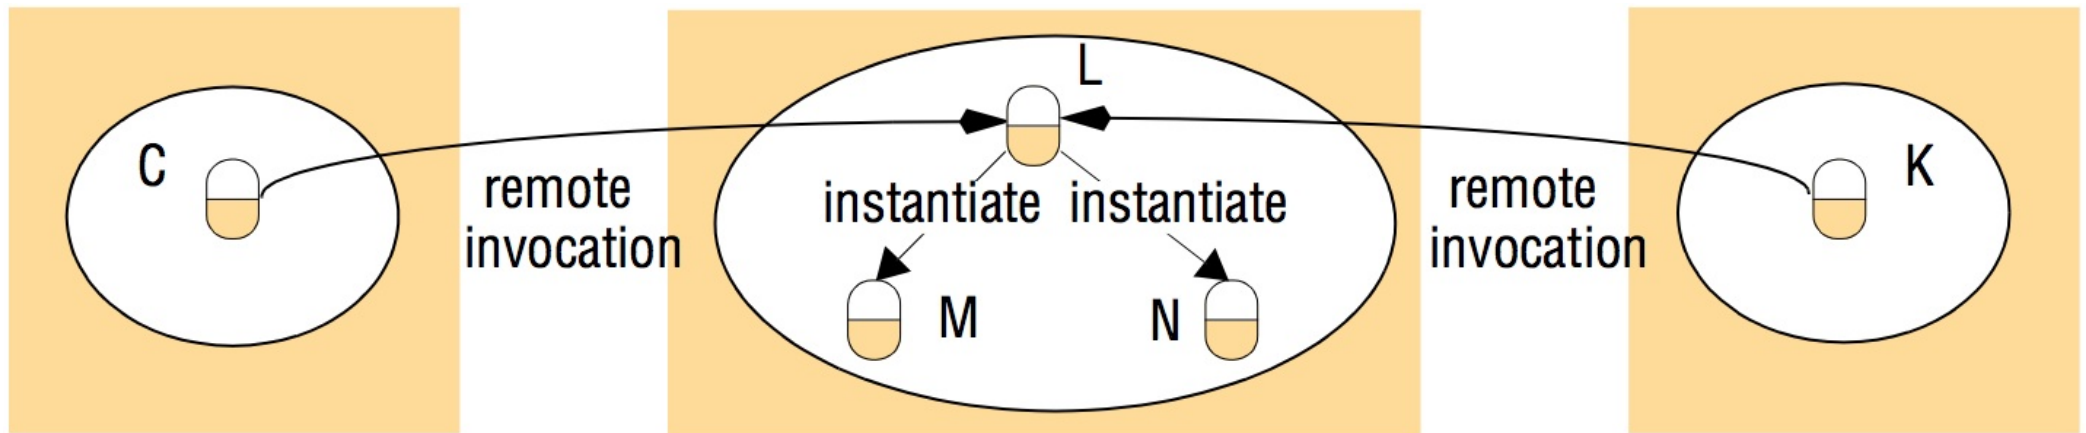 L
C
K
remote
invocation
instantiate instantiate
remote
invocation
M
N